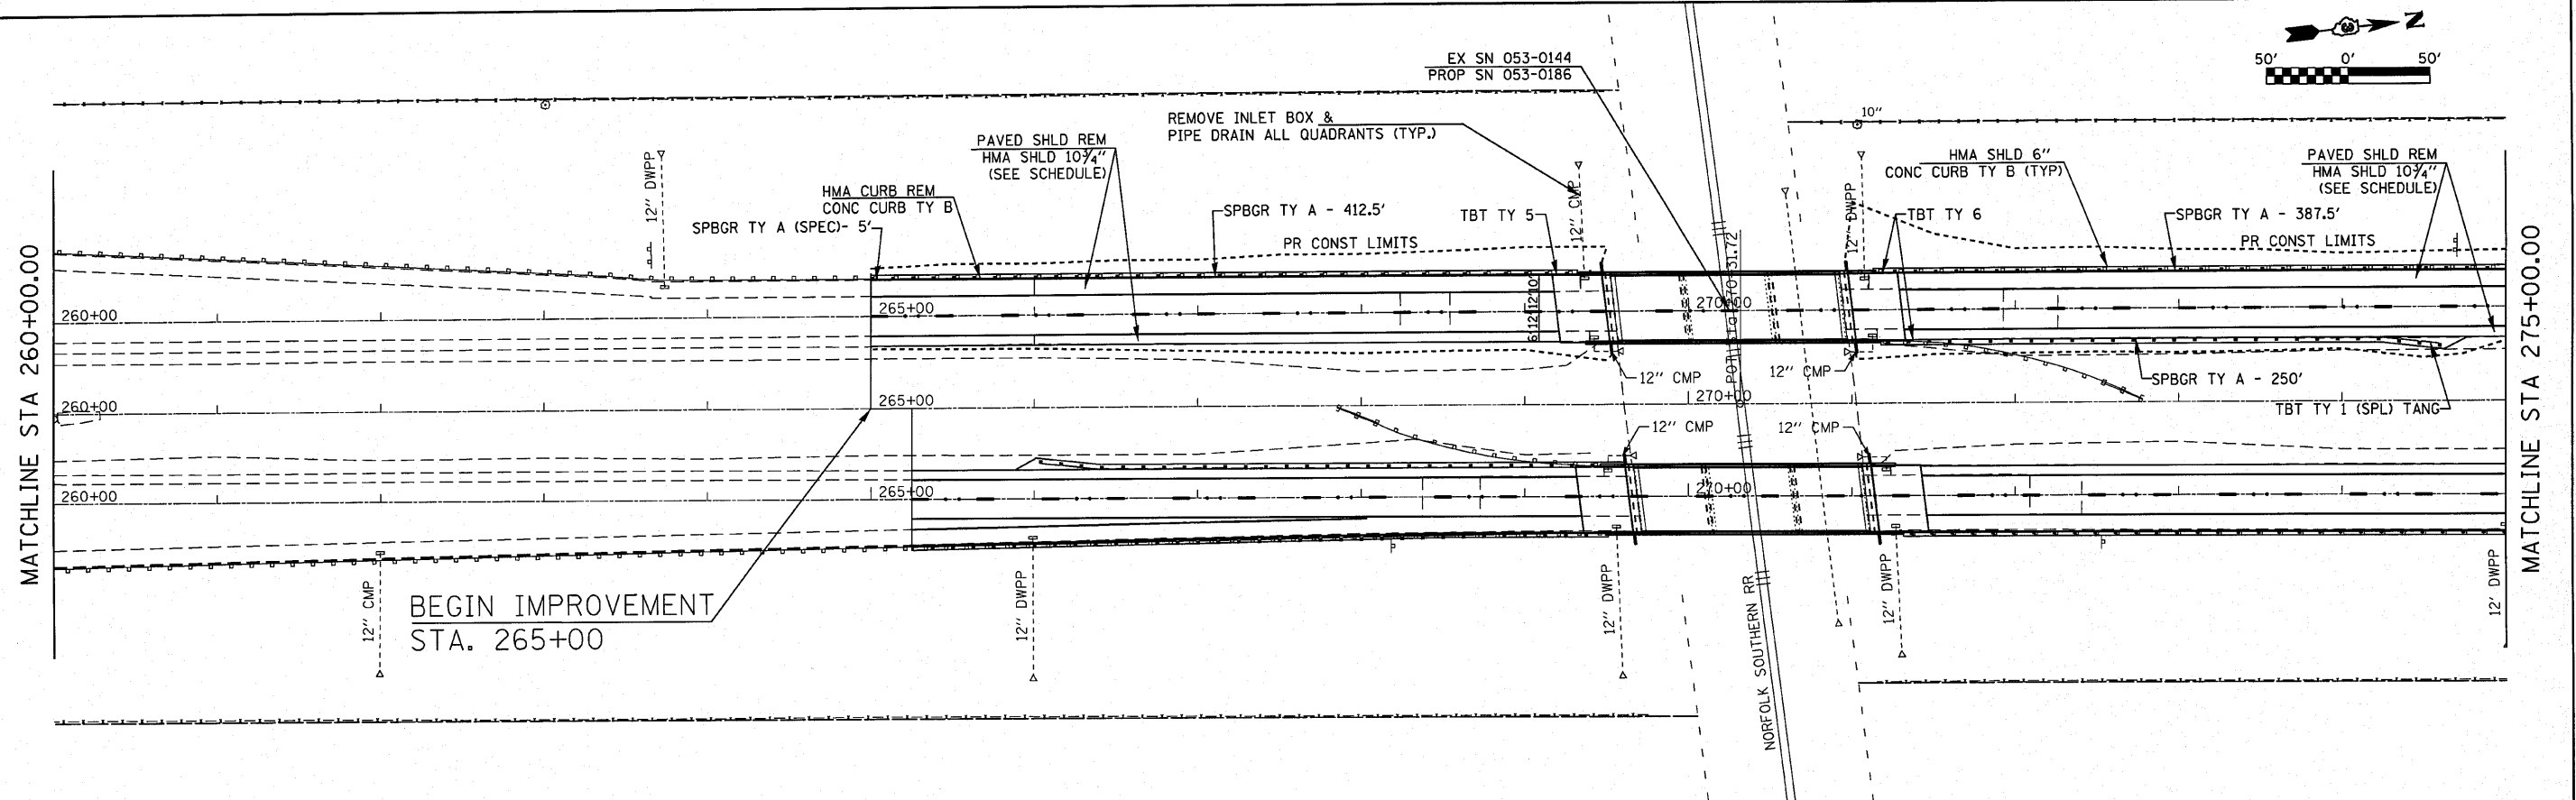 N
50' 0' 50'
EX SN 053-0144
PROP SN 053-0186
REMOVE INLET BOX &
PIPE DRAIN ALL QUADRANTS (TYP.)
PAVED SHLD REM
HMA SHLD 10¾"
(SEE SCHEDULE)
HMA CURB REM
CONC CURB TY B
SPBGR TY A (SPEC)- 5'
SPBGR TY A - 412.5'
TBT TY 5
PR CONST LIMITS
12" DWPP
12" CMP
12" DWPP
10"
HMA SHLD 6"
CONC CURB TY B (TYP)
PAVED SHLD REM
HMA SHLD 10¾"
(SEE SCHEDULE)
TBT TY 6
SPBGR TY A - 387.5'
PR CONST LIMITS
MATCHLINE STA 260+00.00
MATCHLINE STA 275+00.00
260+00
265+00
270+00
6'12'12'10'
12" CMP
12" CMP
SPBGR TY A - 250'
TBT TY 1 (SPL) TANG
260+00
265+00
270+00
12" CMP
12" CMP
260+00
265+00
270+00
BEGIN IMPROVEMENT
STA. 265+00
12" CMP
12" DWPP
12" DWPP
12" DWPP
12' DWPP
NORFOLK SOUTHERN RR